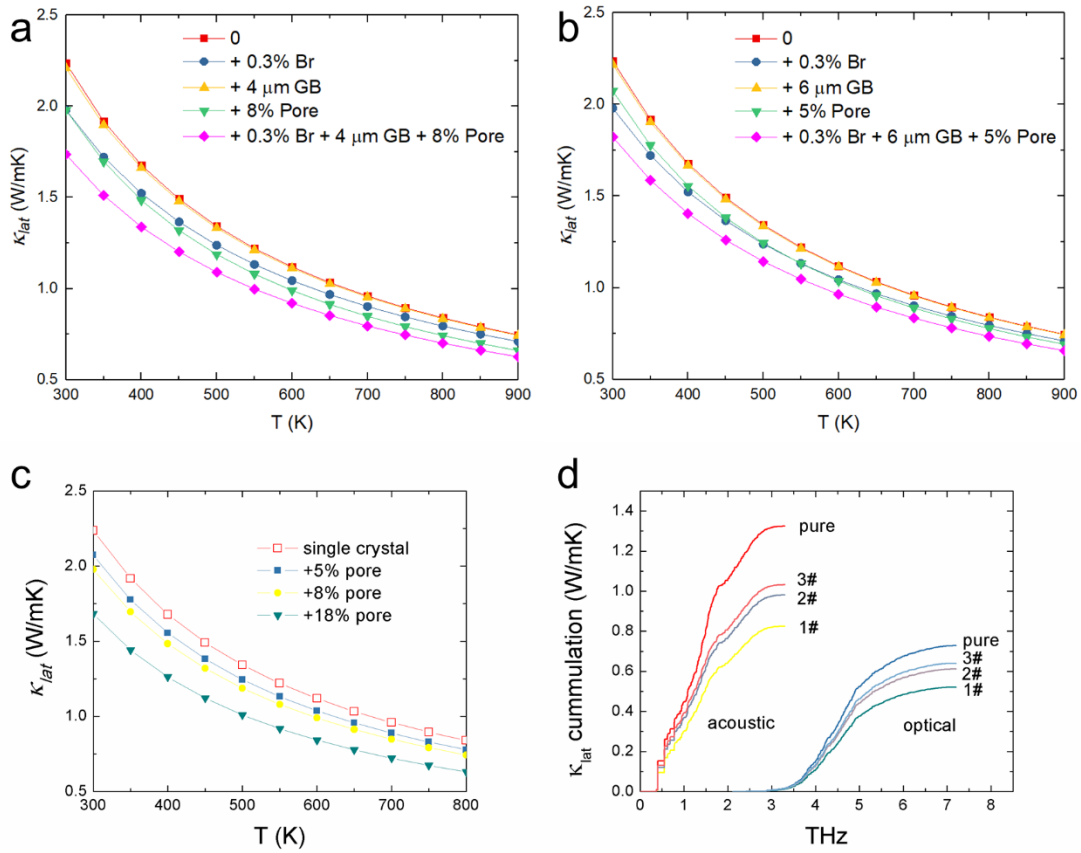 a
0
+ 0.3% Br
+ 4 μm GB
+ 8% Pore
+ 0.3% Br + 4 μm GB + 8% Pore
2.5
2.0
1.5
1.0
0.5
κlat (W/mK)
300 400 500 600 700 800 900
T (K)
b
0
+ 0.3% Br
+ 6 μm GB
+ 5% Pore
+ 0.3% Br + 6 μm GB + 5% Pore
2.5
2.0
1.5
1.0
0.5
κlat (W/mK)
300 400 500 600 700 800 900
T (K)
c
single crystal
+5% pore
+8% pore
+18% pore
2.5
2.0
1.5
1.0
0.5
κlat (W/mK)
300 400 500 600 700 800
T (K)
d
1.4
1.2
1.0
0.8
0.6
0.4
0.2
0.0
κlat cummulation (W/mK)
pure
3#
2#
1#
pure
3#
2#
1#
acoustic
optical
0 1 2 3 4 5 6 7 8
THz